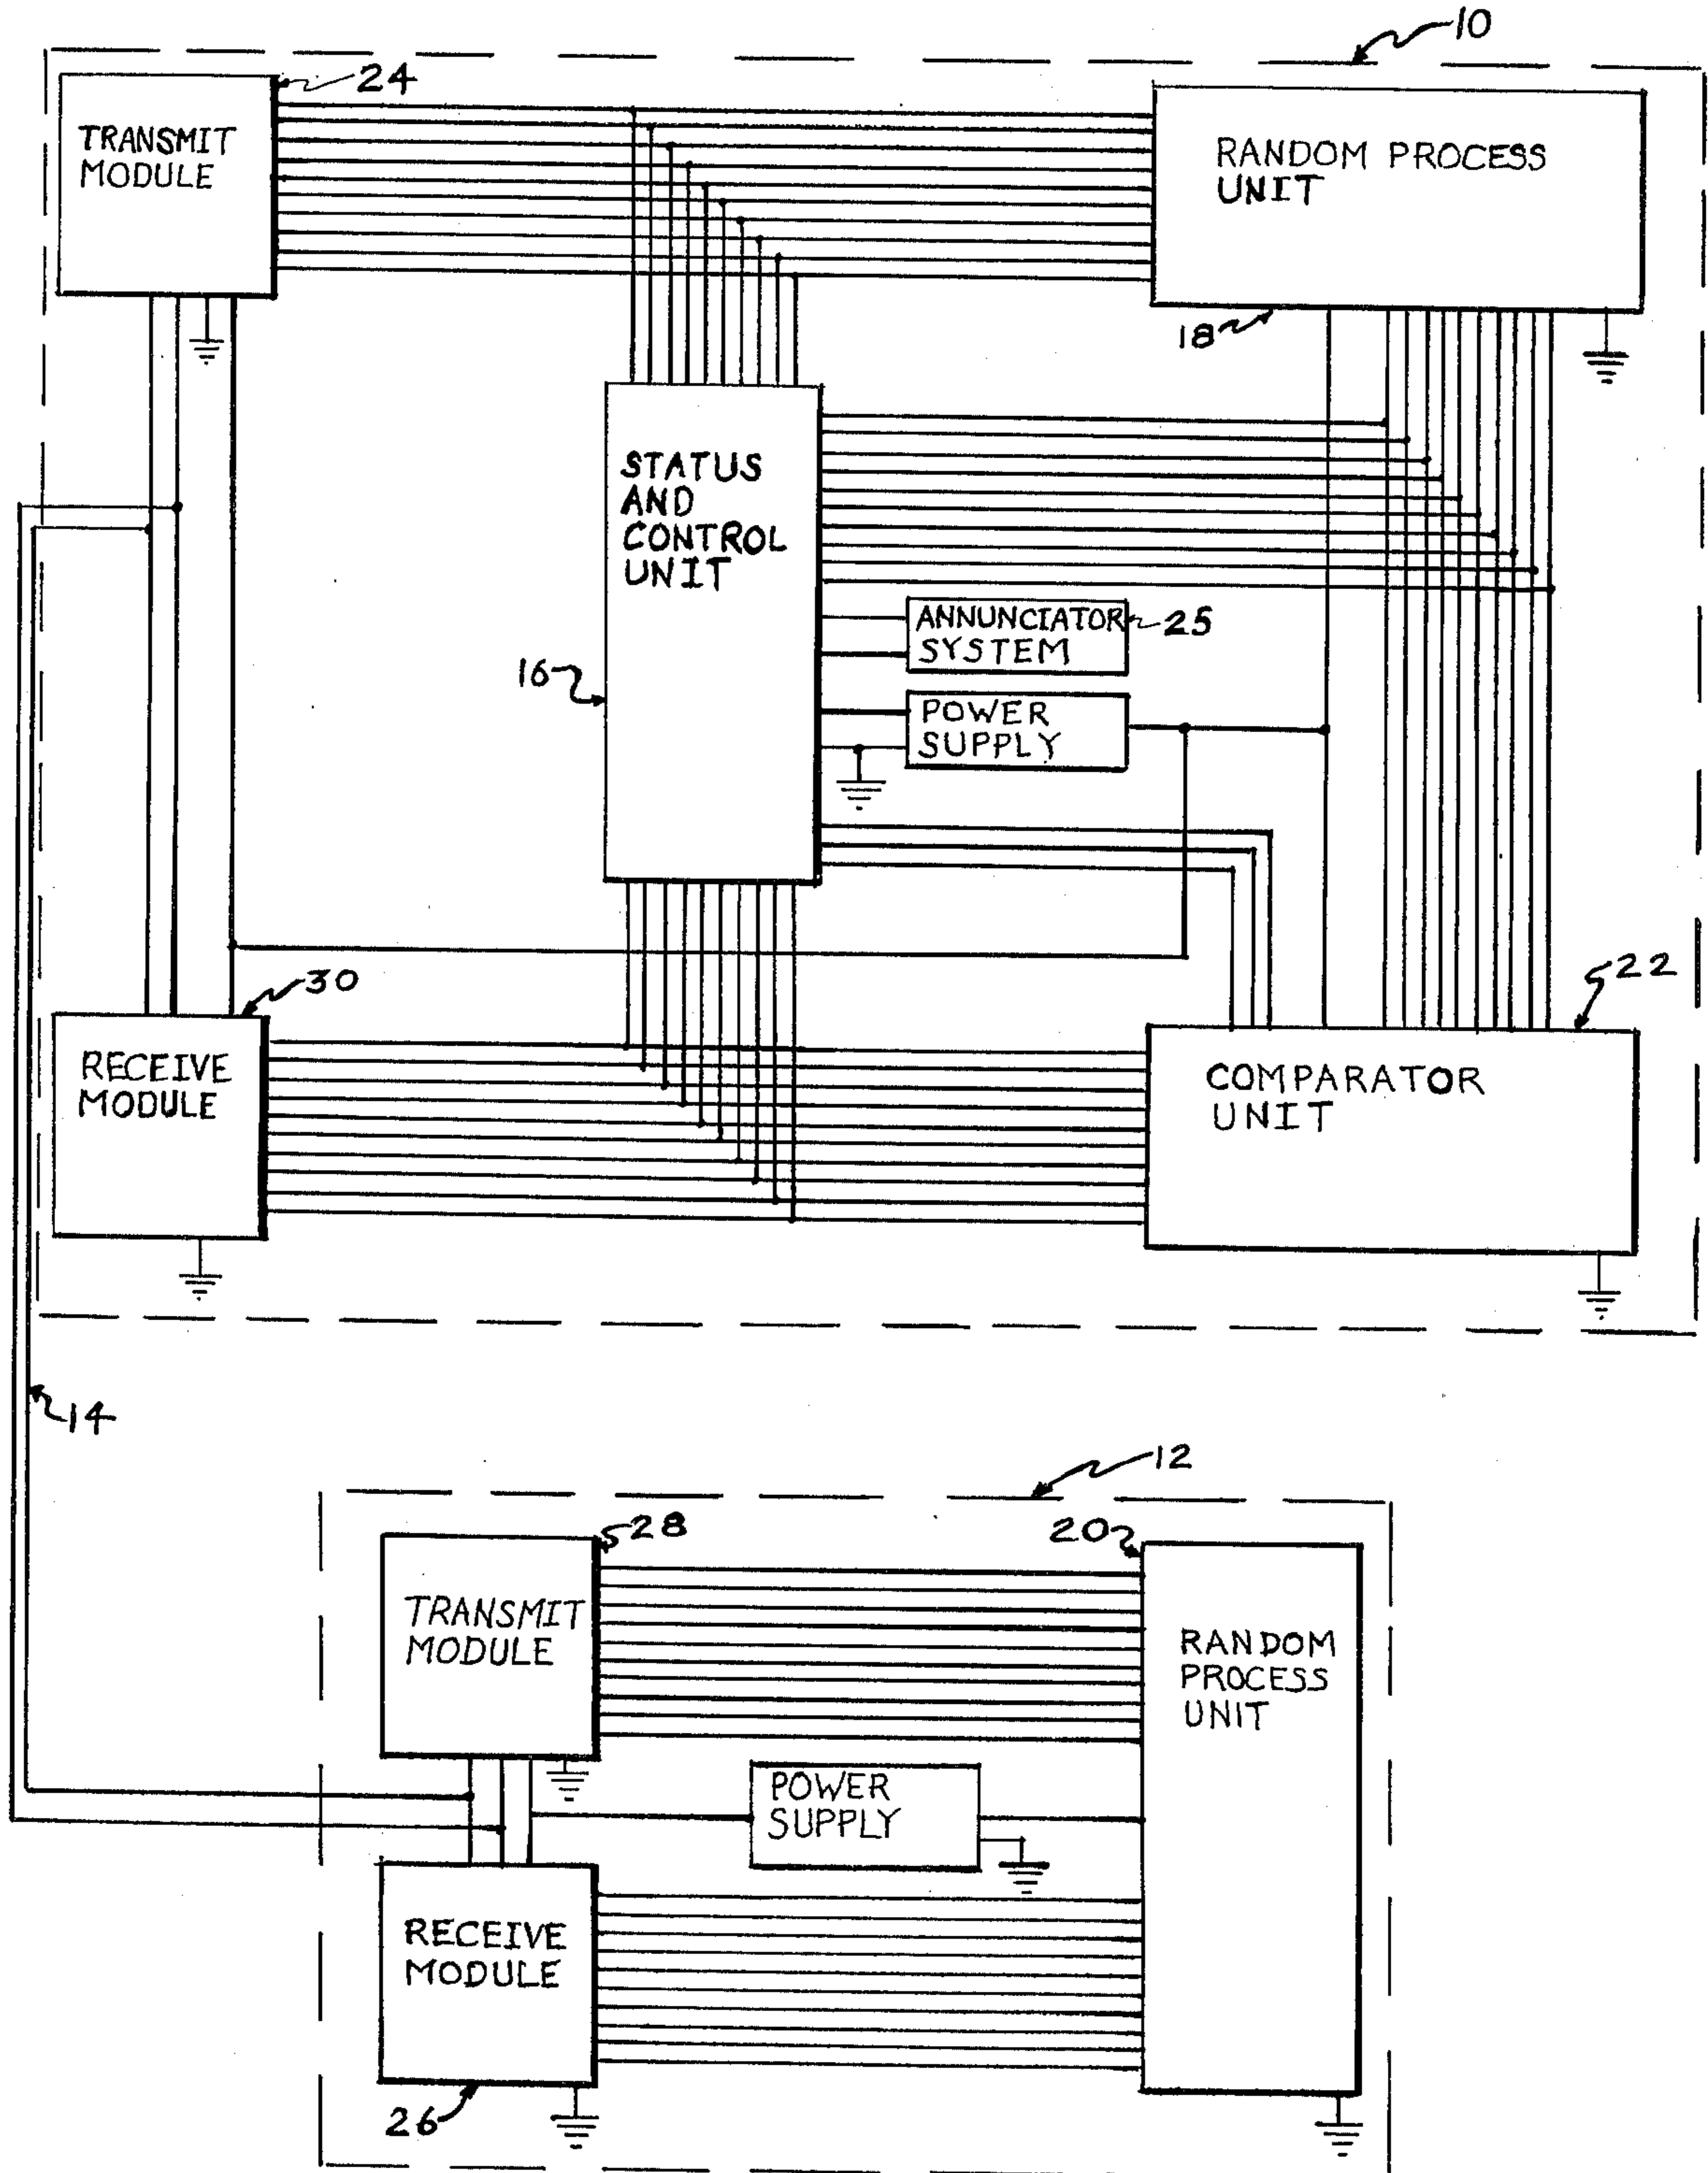 10
24
TRANSMIT
MODULE
RANDOM PROCESS
UNIT
18
STATUS
AND
CONTROL
UNIT
ANNUNCIATOR
SYSTEM
25
16
POWER
SUPPLY
30
22
RECEIVE
MODULE
COMPARATOR
UNIT
14
12
28
20
TRANSMIT
MODULE
RANDOM
PROCESS
UNIT
POWER
SUPPLY
RECEIVE
MODULE
26